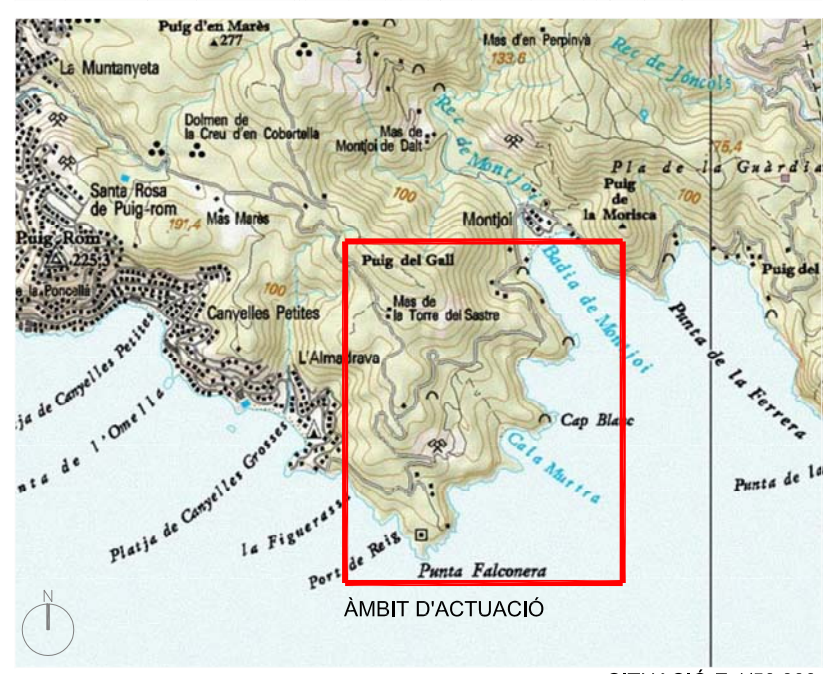 Puig d'en Marès
277
La Muntanyeta
Mas d'en Perpinyà
133,6
Rec de Jóncols
Dolmen de
la Creu d'en Cobertella
Mas de
Montjoi de Dalt
Rec de Montjoi
75,4
Pla de la Guàrdia
Santa Rosa
de Puig-rom
191,4
Mas Marès
100
Montjoi
Puig
de
la Morisca
100
Puig Rom
225,3
Puig del Gall
Badia de Montjoi
Puig del
la Poncella
100
Canyelles Petites
Mas de
la Torre del Sastre
L'Almadrava
Punta de la Ferrera
ja de Canyelles Petites
nta de l'Omella
Platja de Canyelles Grosses
la Figuerassa
Port de Reig
Cap Blanc
Cala Murtra
Punta de la
Punta Falconera
N
ÀMBIT D'ACTUACIÓ